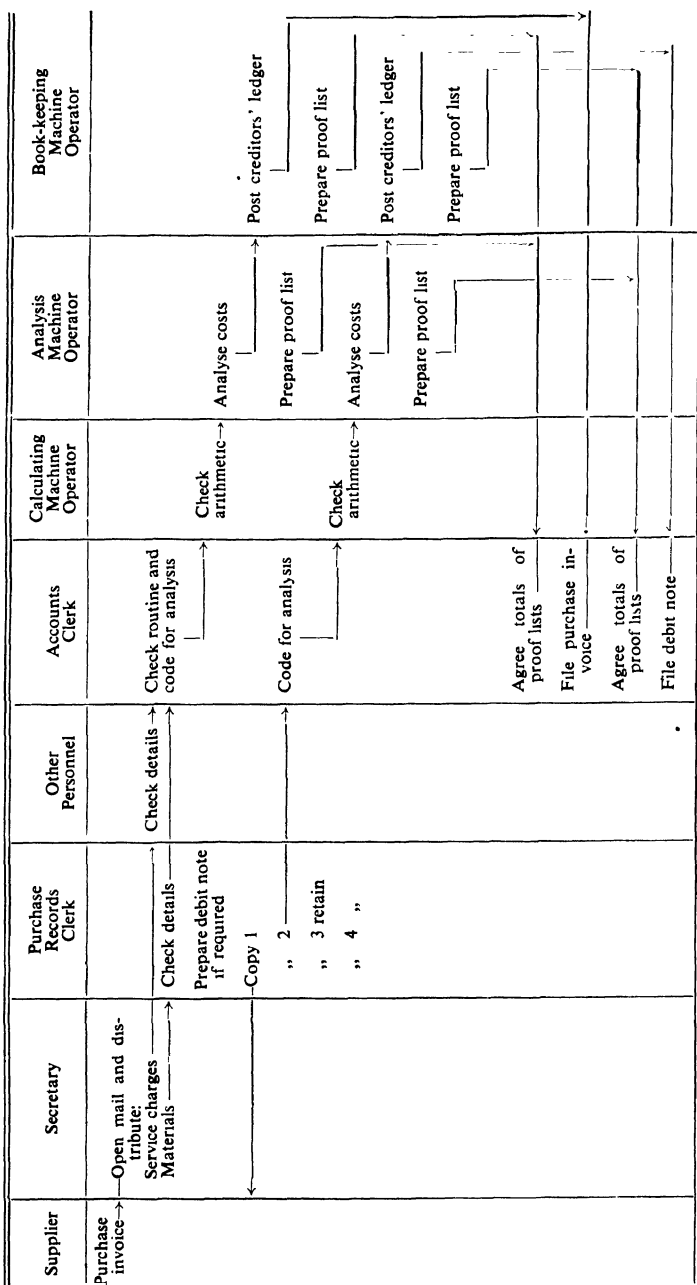 Supplier
Secretary
Purchase
Records
Clerk
Other
Personnel
Accounts
Clerk
Calculating
Machine
Operator
Analysis
Machine
Operator
Book-keeping
Machine
Operator
Purchase
invoice
Open mail and dis-
tribute:
Service charges
Materials
Check details
Prepare debit note
if required
Copy 1
„ 2
„ 3 retain
„ 4 „
Check details
Check routine and
code for analysis
Code for analysis
Agree totals of
proof lists
File purchase in-
voice
Agree totals of
proof lists
File debit note
Check
arithmetic
Check
arithmetic
Analyse costs
Prepare proof list
Analyse costs
Prepare proof list
Post creditors' ledger
Prepare proof list
Post creditors' ledger
Prepare proof list